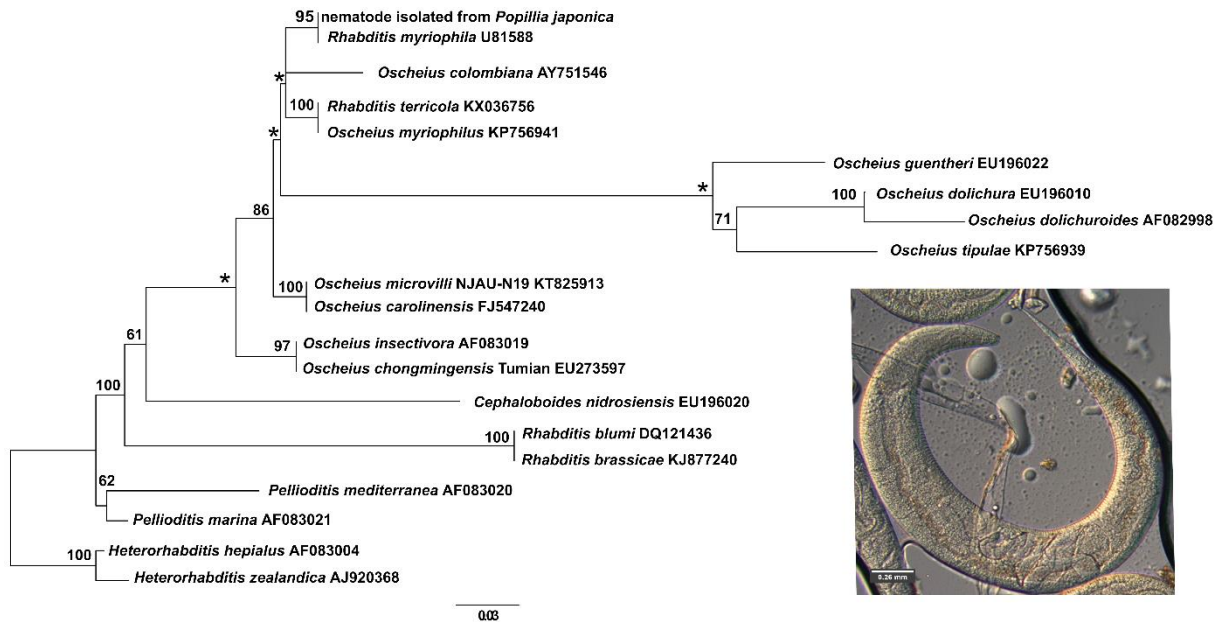 95 nematode isolated from Popillia japonica
Rhabditis myriophila U81588
* Oscheius colombiana AY751546
100 Rhabditis terricola KX036756
* Oscheius myriophilus KP756941
Oscheius guentheri EU196022
*
100 Oscheius dolichura EU196010
86
71 Oscheius dolichuroides AF082998
Oscheius tipulae KP756939
*
100 Oscheius microvilli NJAU-N19 KT825913
Oscheius carolinensis FJ547240
61
97 Oscheius insectivora AF083019
Oscheius chongmingensis Tumian EU273597
100
Cephaloboides nidrosiensis EU196020
100 Rhabditis blumi DQ121436
Rhabditis brassicae KJ877240
62 Pellioditis mediterranea AF083020
Pellioditis marina AF083021
100 Heterorhabditis hepialus AF083004
Heterorhabditis zealandica AJ920368
0.26 mm
0.03